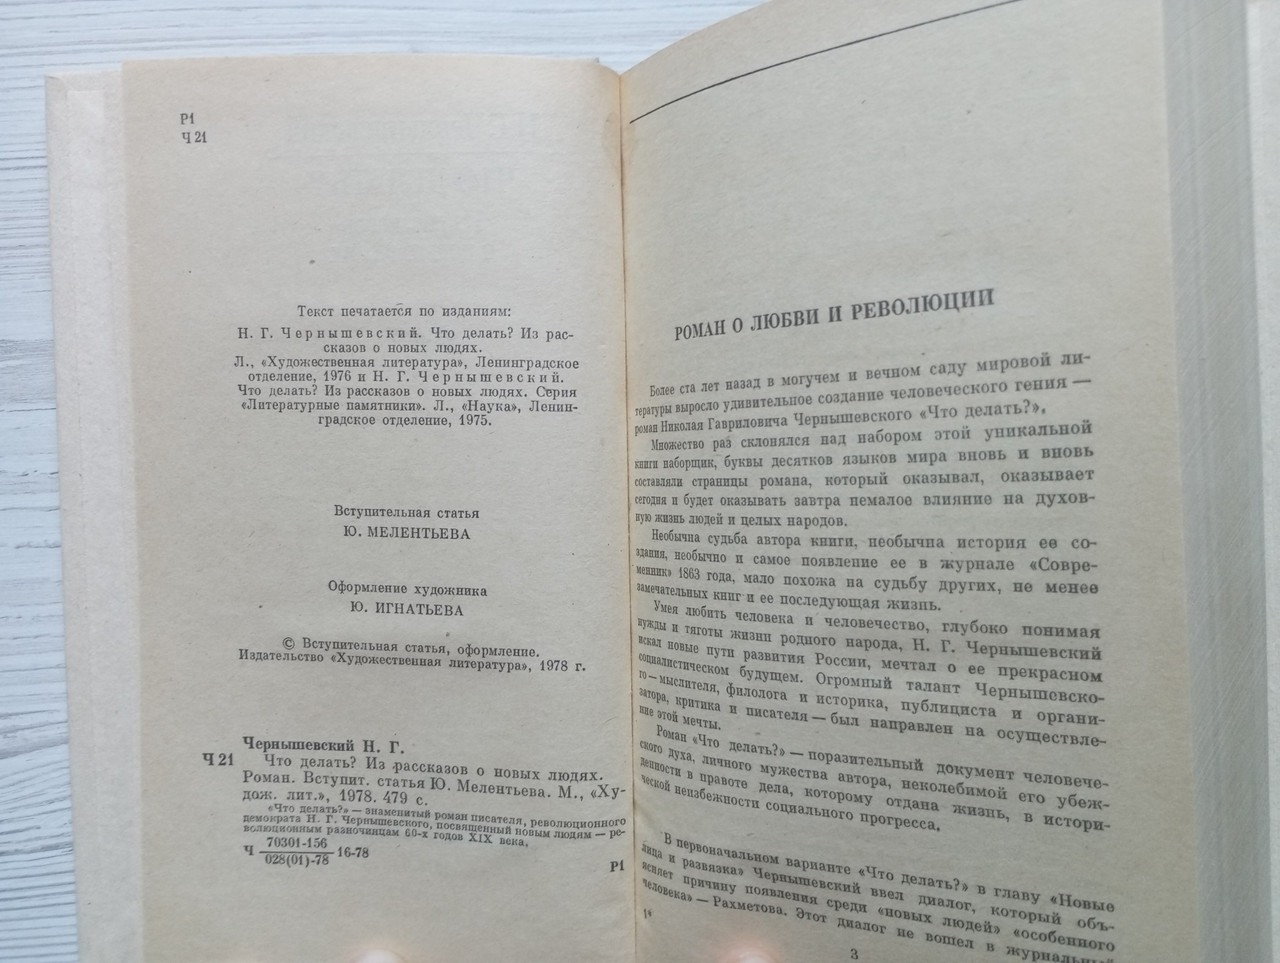 Р1
Ч 21
Текст печатается по изданиям:
Н. Г. Чернышевский. Что делать? Из рас-
сказов о новых людях.
Л., «Художественная литература», Ленинградское
отделение, 1976 и Н. Г. Чернышевский.
Что делать? Из рассказов о новых людях. Серия
«Литературные памятники». Л., «Наука», Ленин-
градское отделение, 1975.
Вступительная статья
Ю. МЕЛЕНТЬЕВА
Оформление художника
Ю. ИГНАТЬЕВА
© Вступительная статья, оформление.
Издательство «Художественная литература», 1978 г.
Чернышевский Н. Г.
Ч 21 Что делать? Из рассказов о новых людях.
Роман. Вступит. статья Ю. Мелентьева. М., «Ху-
дож. лит.», 1978. 479 с.
«Что делать?» — знаменитый роман писателя, революционного
демократа Н. Г. Чернышевского, посвященный новым людям — ре-
волюционным разночинцам 60-х годов XIX века.
Ч 70301-156 16-78
028(01)-78
Р1
РОМАН О ЛЮБВИ И РЕВОЛЮЦИИ
Более ста лет назад в могучем и вечном саду мировой ли-
тературы выросло удивительное создание человеческого гения —
роман Николая Гавриловича Чернышевского «Что делать?».
Множество раз склонялся над набором этой уникальной
книги наборщик, буквы десятков языков мира вновь и вновь
составляли страницы романа, который оказывал, оказывает
сегодня и будет оказывать завтра немалое влияние на духов-
ную жизнь людей и целых народов.
Необычна судьба автора книги, необычна история ее со-
здания, необычно и самое появление ее в журнале «Совре-
менник» 1863 года, мало похожа на судьбу других, не менее
замечательных книг и ее последующая жизнь.
Умея любить человека и человечество, глубоко понимая
нужды и тяготы жизни родного народа, Н. Г. Чернышевский
искал новые пути развития России, мечтал о ее прекрасном
социалистическом будущем. Огромный талант Чернышевско-
го — мыслителя, филолога и историка, публициста и органи-
затора, критика и писателя — был направлен на осуществле-
ние этой мечты.
Роман «Что делать?» — поразительный документ человече-
ского духа, личного мужества автора, неколебимой его убеж-
денности в правоте дела, которому отдана жизнь, в истори-
ческой неизбежности социального прогресса.
В первоначальном варианте «Что делать?» в главу «Новые
лица и развязка» Чернышевский ввел диалог, который объ-
ясняет причину появления среди «новых людей» «особенного
человека» — Рахметова. Этот диалог не вошел в журнальный
1*
3